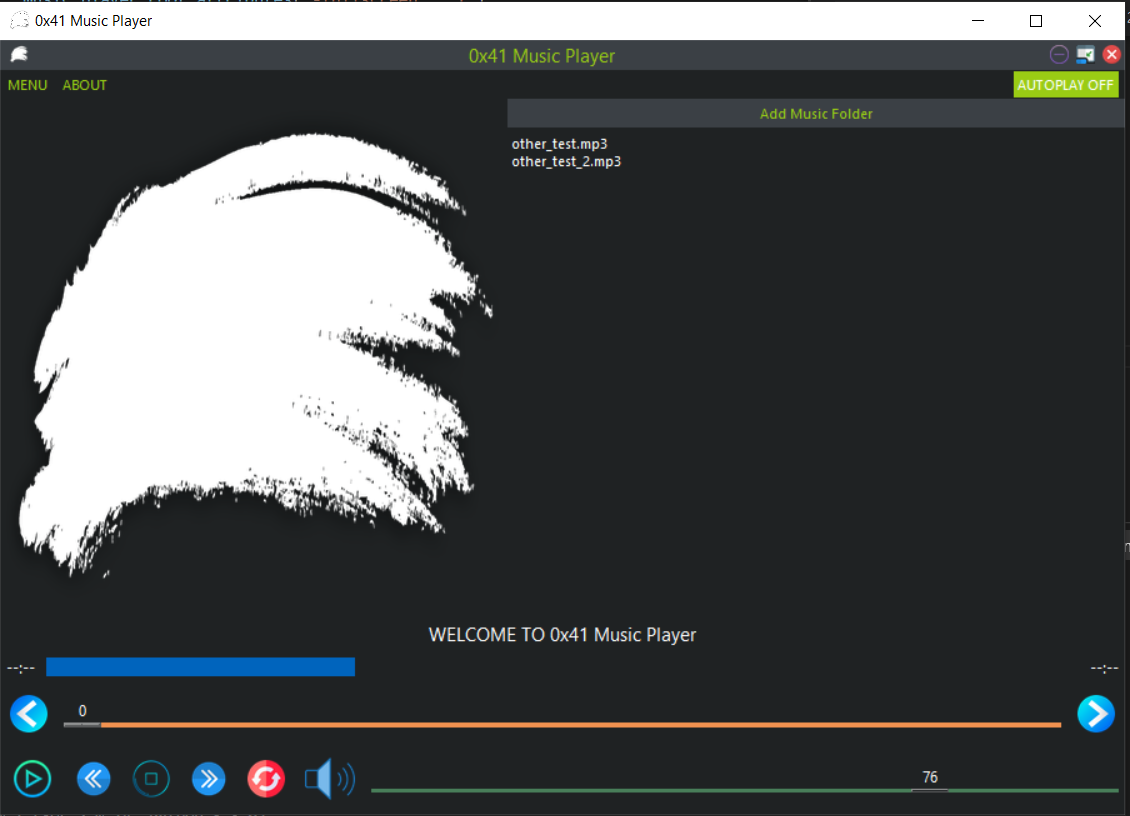 0x41 Music Player
0x41 Music Player
MENU ABOUT
AUTOPLAY OFF
Add Music Folder
other_test.mp3
other_test_2.mp3
WELCOME TO 0x41 Music Player
--:-- --:--
0
76